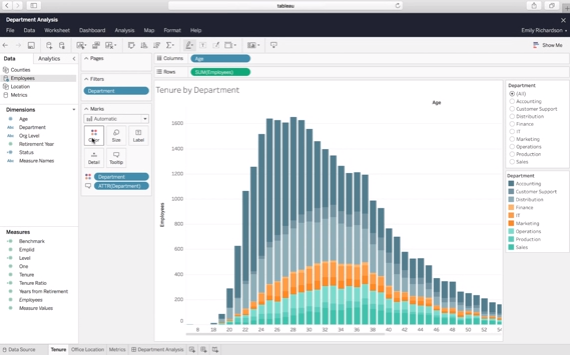 tableau
Department Analysis
File Data Worksheet Dashboard Analysis Map Format Help
Emily Richardson
Show Me
Data Analytics
Counties
Employees
Location
Metrics
Dimensions
Age
Abc Department
Abc Org Level
Retirement Year
Status
Abc Measure Names
Measures
Benchmark
Emplid
Level
One
Tenure
Tenure Ratio
Years from Retirement
Employees
Measure Values
Pages
Filters
Department
Marks
Automatic
Color Size Label
Detail Tooltip
Department
ATTR(Department)
Columns Age
Rows SUM(Employees)
Tenure by Department
Age
Employees
1600
1400
1200
1000
800
600
400
200
0
18 20 22 24 26 28 30 32 34 36 38 40 42 44 46 48 50 52
Department
(All)
Accounting
Customer Support
Distribution
Finance
IT
Marketing
Operations
Production
Sales
Department
Accounting
Customer Support
Distribution
Finance
IT
Marketing
Operations
Production
Sales
Data Source Tenure Office Location Metrics Department Analysis